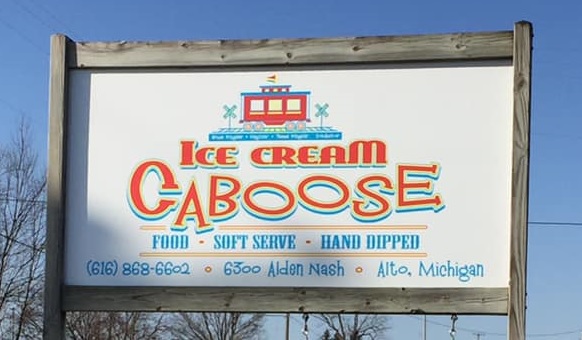 ICE CREAM
CABOOSE
FOOD - SOFT SERVE - HAND DIPPED
(616) 868-6602 • 6300 Alden Nash • Alto, Michigan